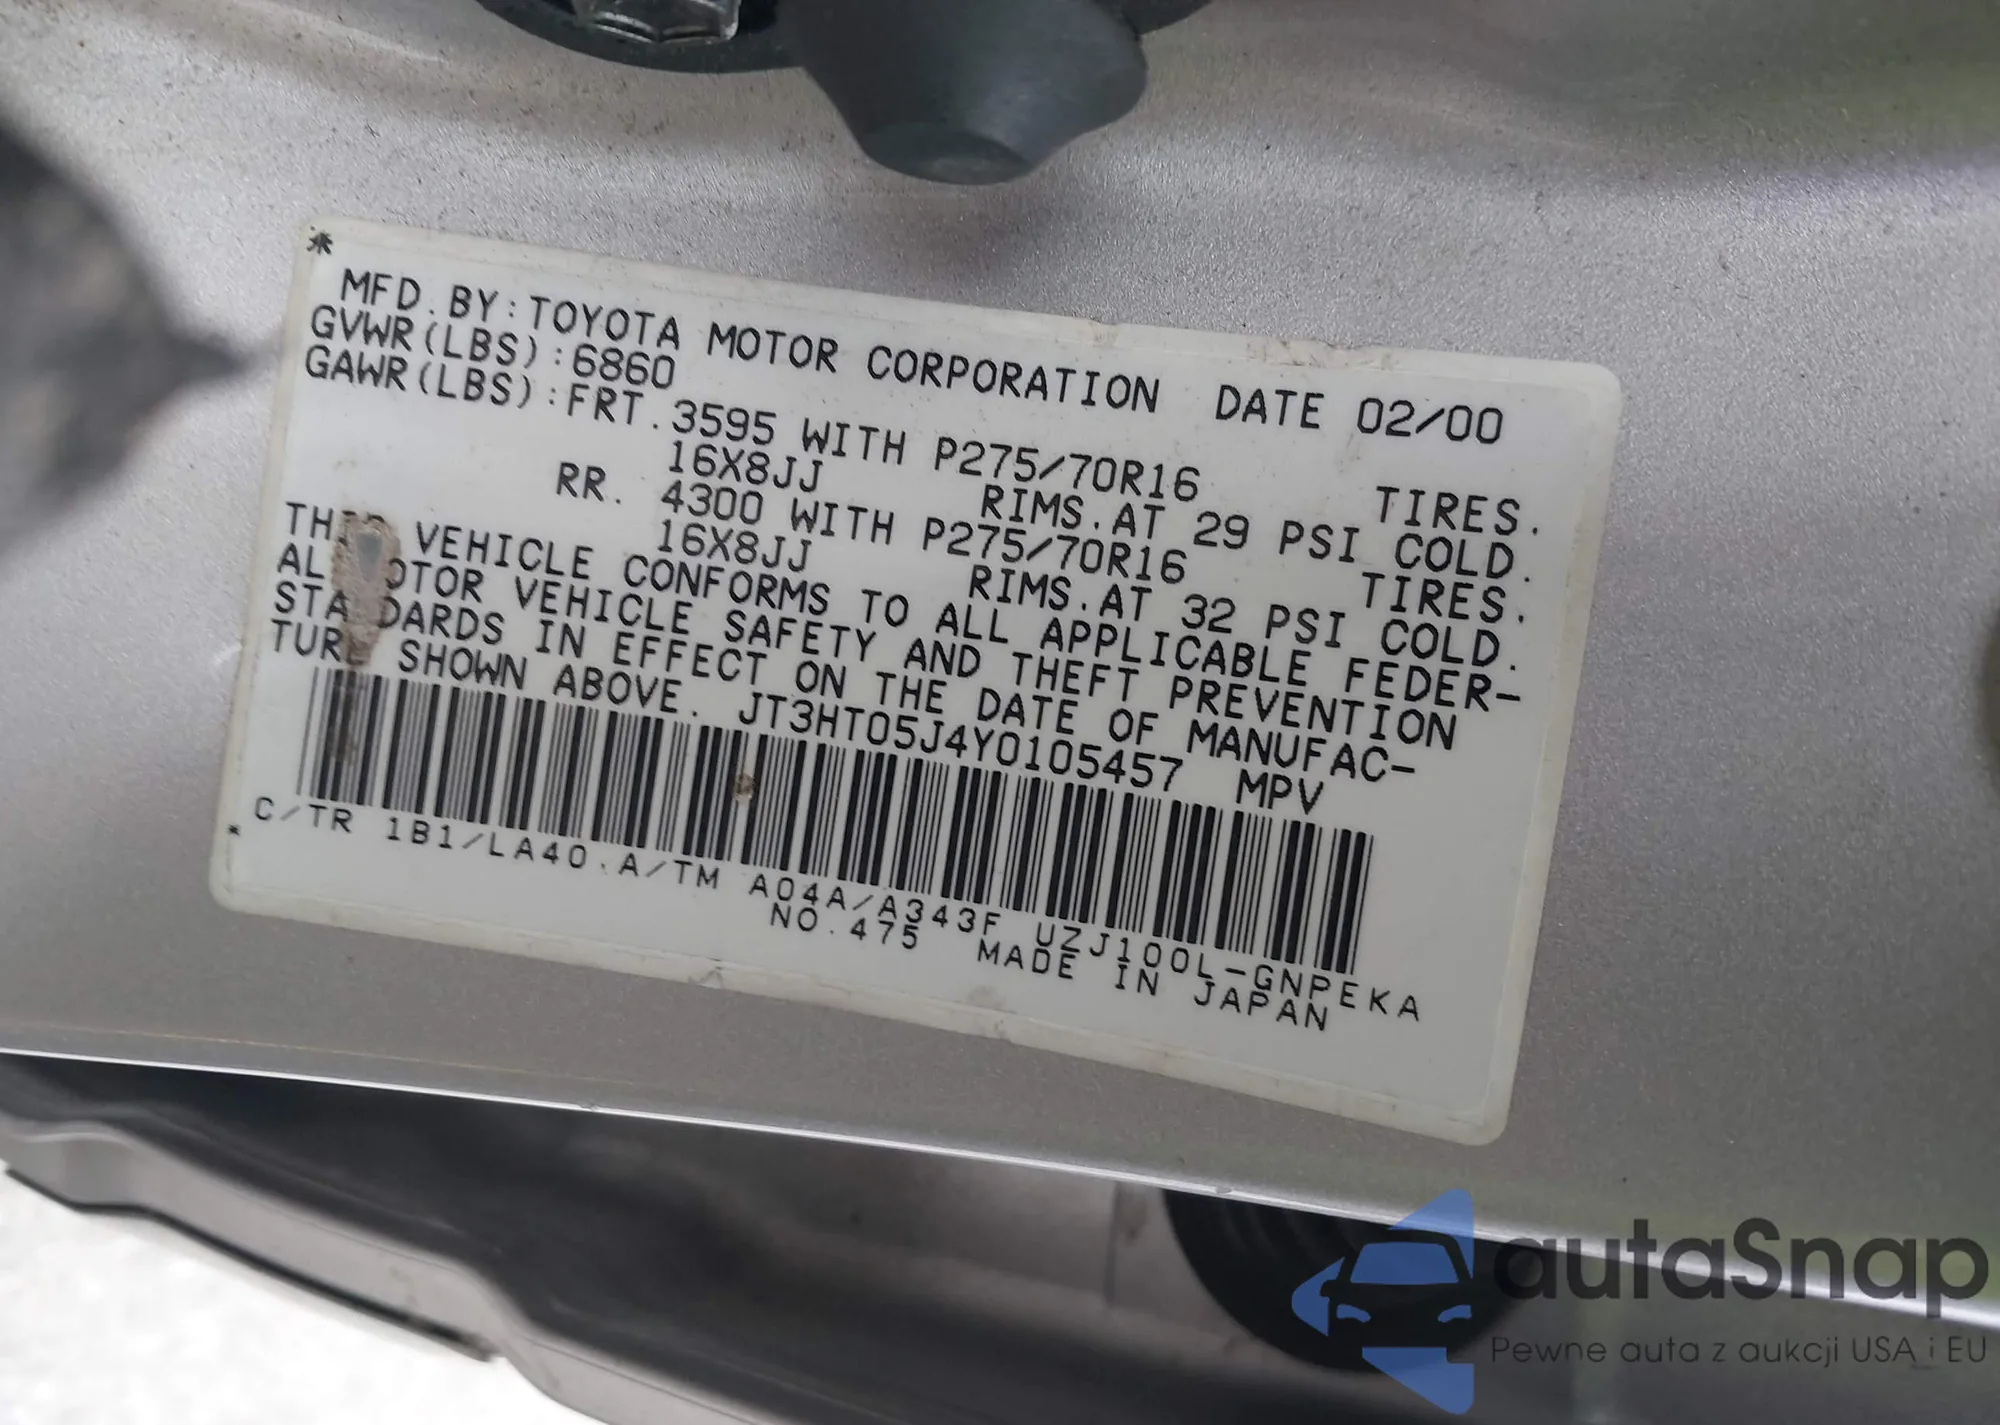 *
MFD. BY: TOYOTA MOTOR CORPORATION DATE 02/00
GVWR(LBS):6860
GAWR(LBS):FRT. 3595 WITH P275/70R16 TIRES.
16X8JJ RIMS. AT 29 PSI COLD.
RR. 4300 WITH P275/70R16 TIRES.
16X8JJ RIMS. AT 32 PSI COLD.
VEHICLE CONFORMS TO ALL APPLICABLE FEDER-
AL MOTOR VEHICLE SAFETY AND THEFT PREVENTION
STANDARDS IN EFFECT ON THE DATE OF MANUFAC-
TURE SHOWN ABOVE. JT3HT05J4Y0105457 MPV
*
C/TR 1B1/LA40. A/TM A04A/A343F UZJ100L-GNPEKA
NO. 475 MADE IN JAPAN
autaSnap
Pewne auta z aukcji USA i EU